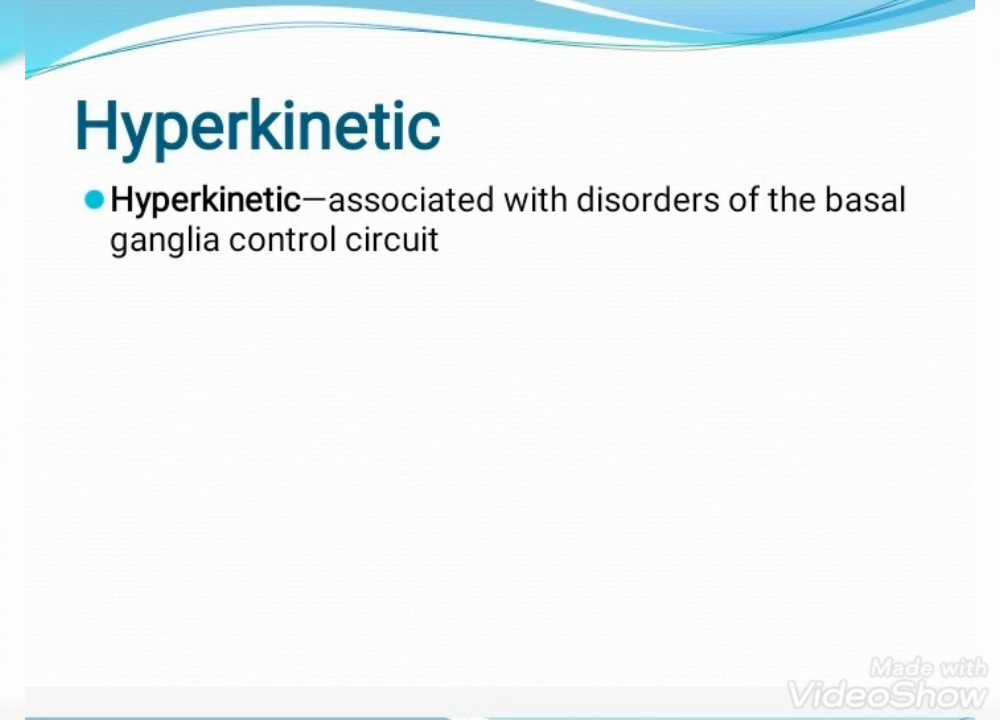 Hyperkinetic
Hyperkinetic—associated with disorders of the basal
ganglia control circuit
Made with
VideoShow